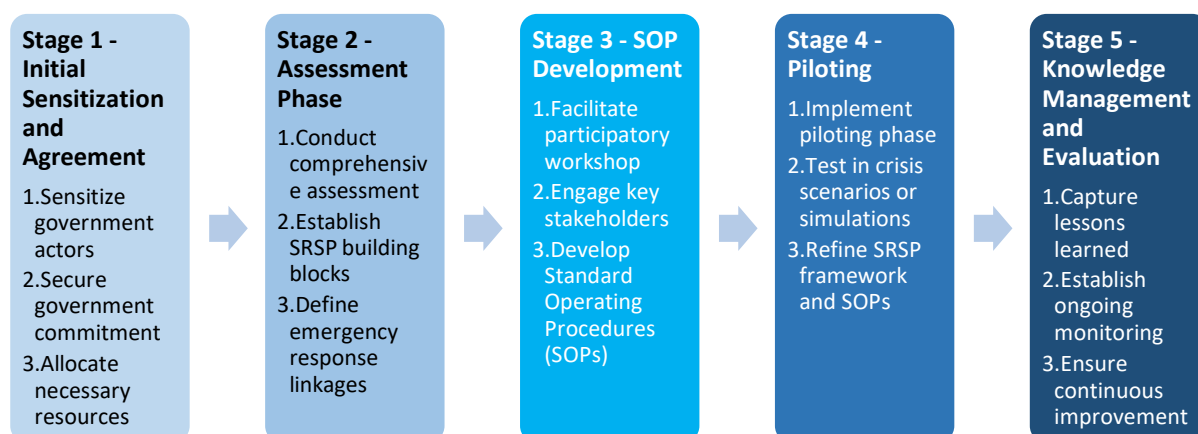 Stage 1 -
Initial
Sensitization
and
Agreement
1.Sensitize
government
actors
2.Secure
government
commitment
3.Allocate
necessary
resources
Stage 2 -
Assessment
Phase
1.Conduct
comprehensiv
e assessment
2.Establish
SRSP building
blocks
3.Define
emergency
response
linkages
Stage 3 - SOP
Development
1.Facilitate
participatory
workshop
2.Engage key
stakeholders
3.Develop
Standard
Operating
Procedures
(SOPs)
Stage 4 -
Piloting
1.Implement
piloting phase
2.Test in crisis
scenarios or
simulations
3.Refine SRSP
framework
and SOPs
Stage 5 -
Knowledge
Management
and
Evaluation
1.Capture
lessons
learned
2.Establish
ongoing
monitoring
3.Ensure
continuous
improvement